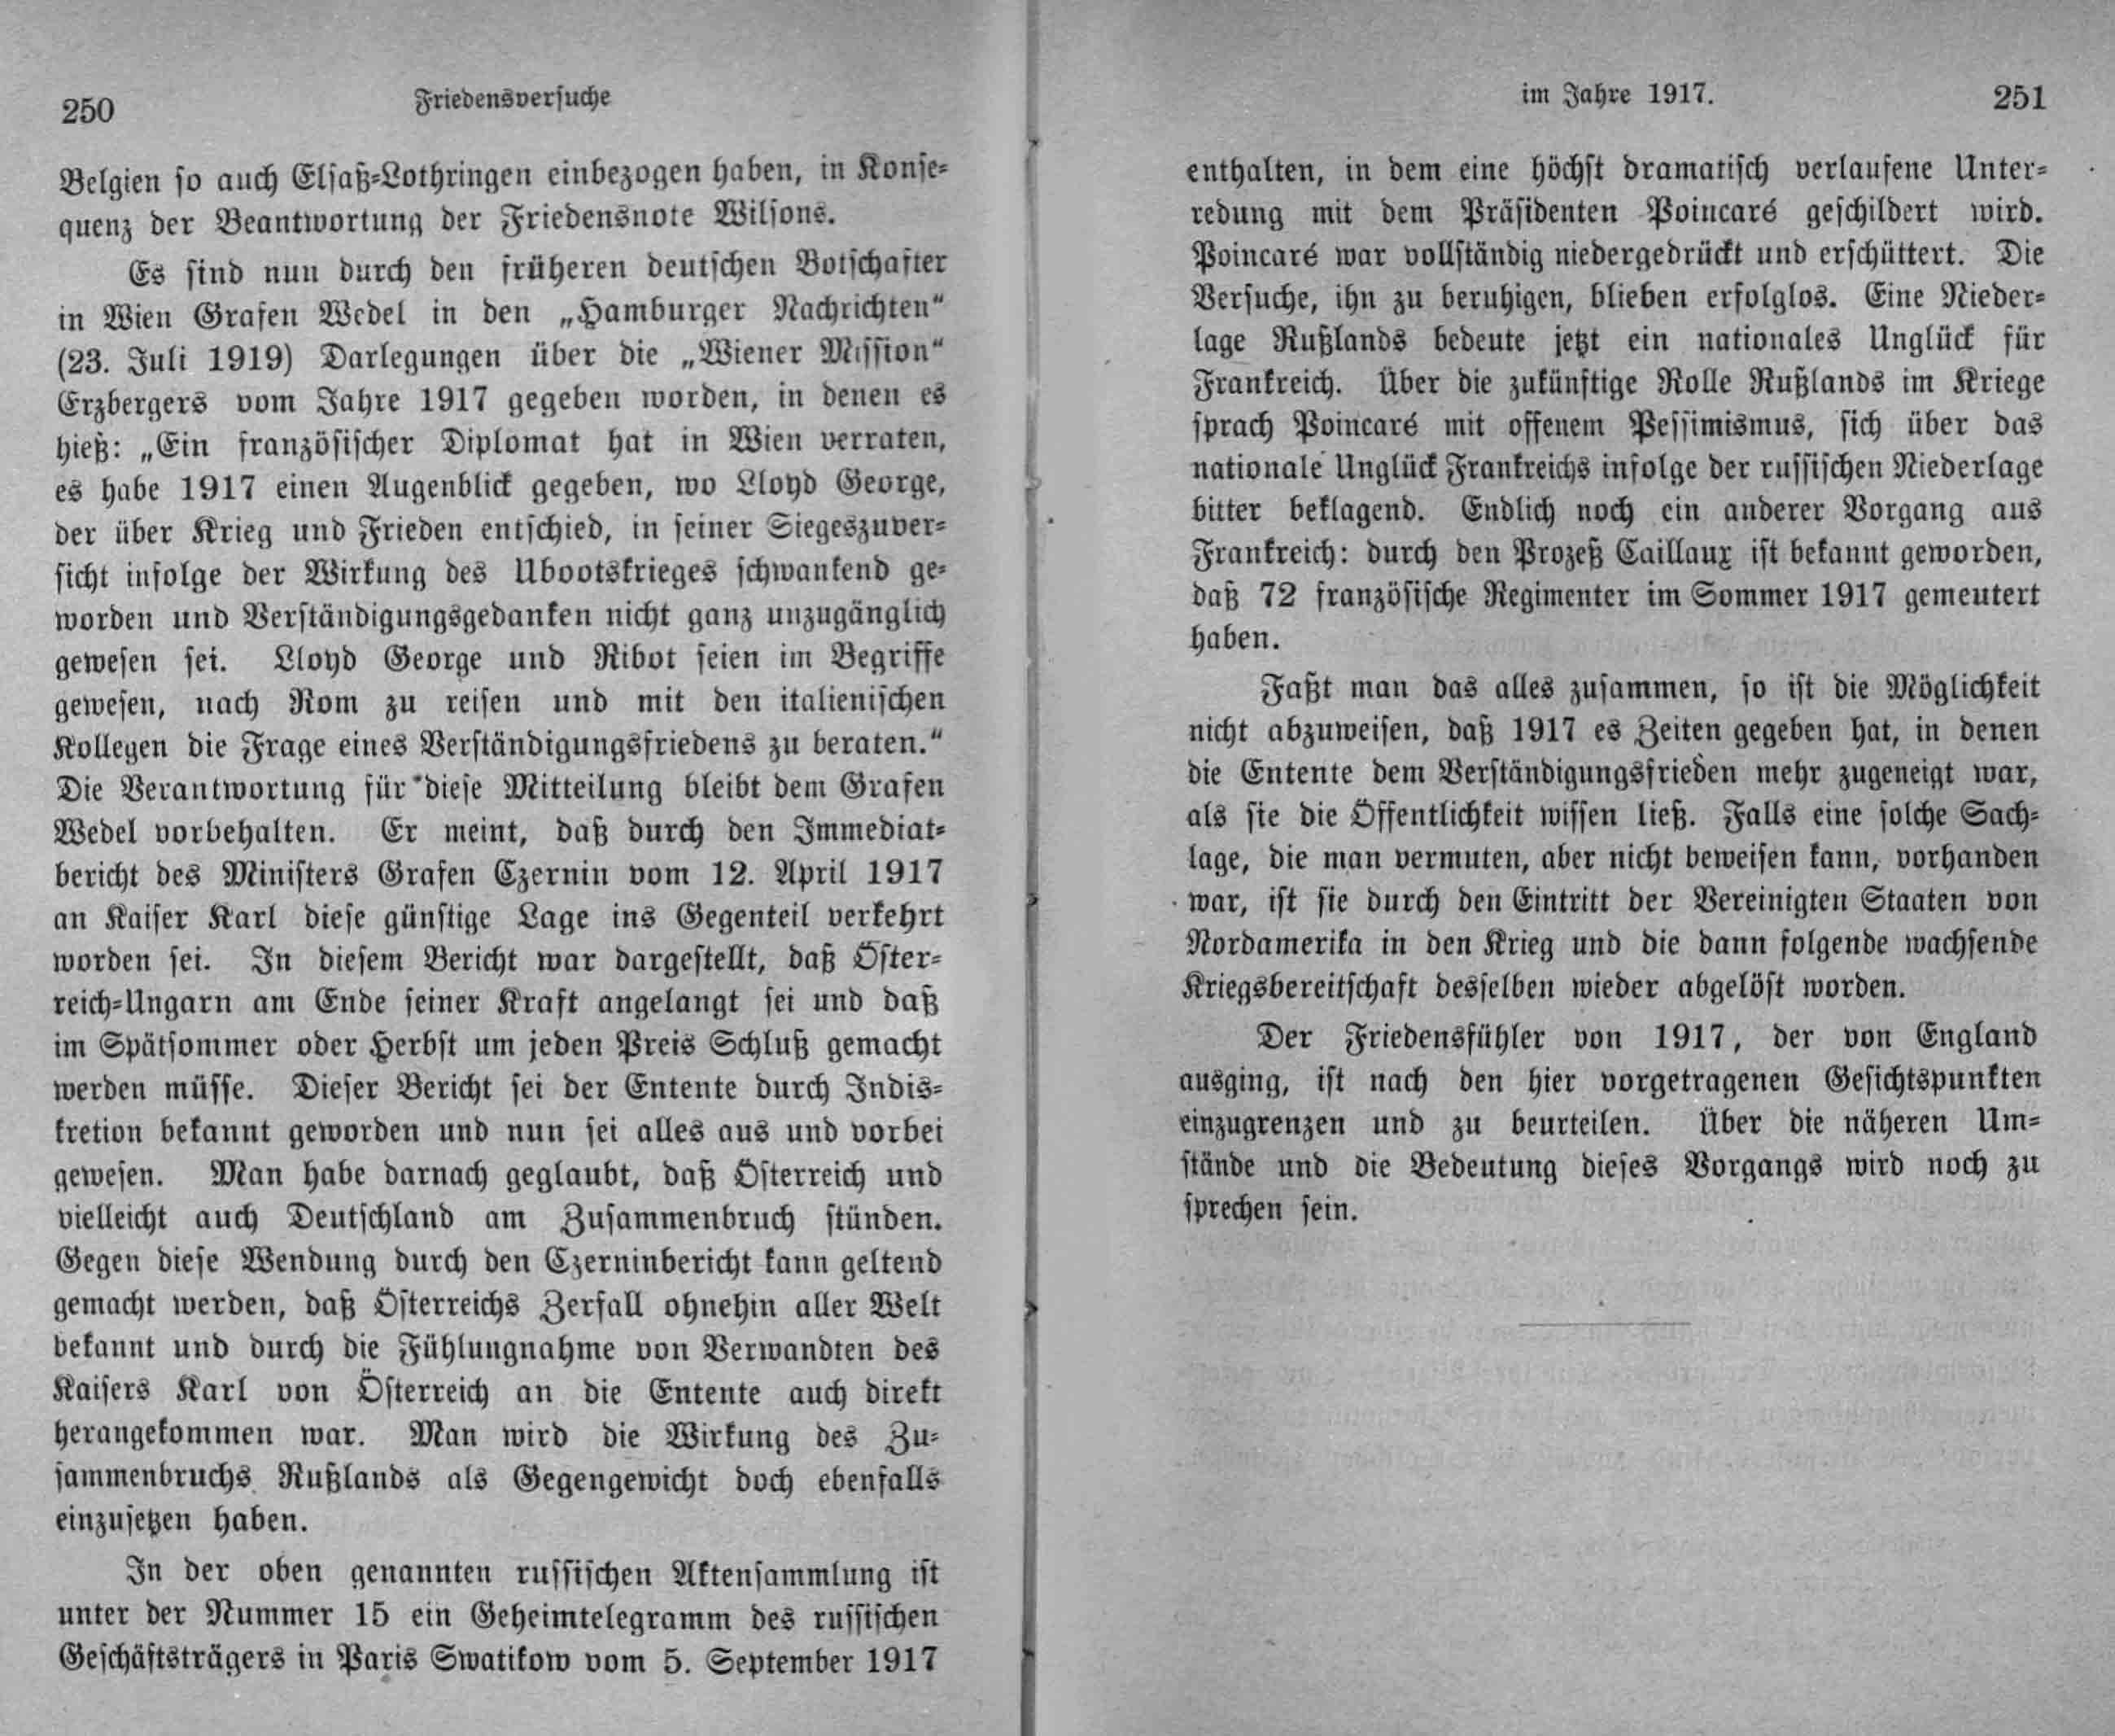 250
Friedensversuche
Belgien so auch Elsaß-Lothringen einbezogen haben, in Konse-
quenz der Beantwortung der Friedensnote Wilsons.
Es sind nun durch den früheren deutschen Botschafter
in Wien Grafen Wedel in den „Hamburger Nachrichten“
(23. Juli 1919) Darlegungen über die „Wiener Mission“
Erzbergers vom Jahre 1917 gegeben worden, in denen es
hieß: „Ein französischer Diplomat hat in Wien verraten,
es habe 1917 einen Augenblick gegeben, wo Lloyd George,
der über Krieg und Frieden entschied, in seiner Siegeszuver-
sicht infolge der Wirkung des Ubootskrieges schwankend ge-
worden und Verständigungsgedanken nicht ganz unzugänglich
gewesen sei. Lloyd George und Ribot seien im Begriffe
gewesen, nach Rom zu reisen und mit den italienischen
Kollegen die Frage eines Verständigungsfriedens zu beraten.“
Die Verantwortung für diese Mitteilung bleibt dem Grafen
Wedel vorbehalten. Er meint, daß durch den Immediat-
bericht des Ministers Grafen Czernin vom 12. April 1917
an Kaiser Karl diese günstige Lage ins Gegenteil verkehrt
worden sei. In diesem Bericht war dargestellt, daß Öster-
reich-Ungarn am Ende seiner Kraft angelangt sei und daß
im Spätsommer oder Herbst um jeden Preis Schluß gemacht
werden müsse. Dieser Bericht sei der Entente durch Indis-
kretion bekannt geworden und nun sei alles aus und vorbei
gewesen. Man habe darnach geglaubt, daß Österreich und
vielleicht auch Deutschland am Zusammenbruch stünden.
Gegen diese Wendung durch den Czerninbericht kann geltend
gemacht werden, daß Österreichs Zerfall ohnehin aller Welt
bekannt und durch die Fühlungnahme von Verwandten des
Kaisers Karl von Österreich an die Entente auch direkt
herangekommen war. Man wird die Wirkung des Zu-
sammenbruchs Rußlands als Gegengewicht doch ebenfalls
einzusetzen haben.
In der oben genannten russischen Aktensammlung ist
unter der Nummer 15 ein Geheimtelegramm des russischen
Geschäftsträgers in Paris Swatikow vom 5. September 1917
im Jahre 1917.
251
enthalten, in dem eine höchst dramatisch verlaufene Unter-
redung mit dem Präsidenten Poincaré geschildert wird.
Poincaré war vollständig niedergedrückt und erschüttert. Die
Versuche, ihn zu beruhigen, blieben erfolglos. Eine Nieder-
lage Rußlands bedeute jetzt ein nationales Unglück für
Frankreich. Über die zukünftige Rolle Rußlands im Kriege
sprach Poincaré mit offenem Pessimismus, sich über das
nationale Unglück Frankreichs infolge der russischen Niederlage
bitter beklagend. Endlich noch ein anderer Vorgang aus
Frankreich: durch den Prozeß Caillaux ist bekannt geworden,
daß 72 französische Regimenter im Sommer 1917 gemeutert
haben.
Faßt man das alles zusammen, so ist die Möglichkeit
nicht abzuweisen, daß 1917 es Zeiten gegeben hat, in denen
die Entente dem Verständigungsfrieden mehr zugeneigt war,
als sie die Öffentlichkeit wissen ließ. Falls eine solche Sach-
lage, die man vermuten, aber nicht beweisen kann, vorhanden
war, ist sie durch den Eintritt der Vereinigten Staaten von
Nordamerika in den Krieg und die dann folgende wachsende
Kriegsbereitschaft desselben wieder abgelöst worden.
Der Friedensfühler von 1917, der von England
ausging, ist nach den hier vorgetragenen Gesichtspunkten
einzugrenzen und zu beurteilen. Über die näheren Um-
stände und die Bedeutung dieses Vorgangs wird noch zu
sprechen sein.